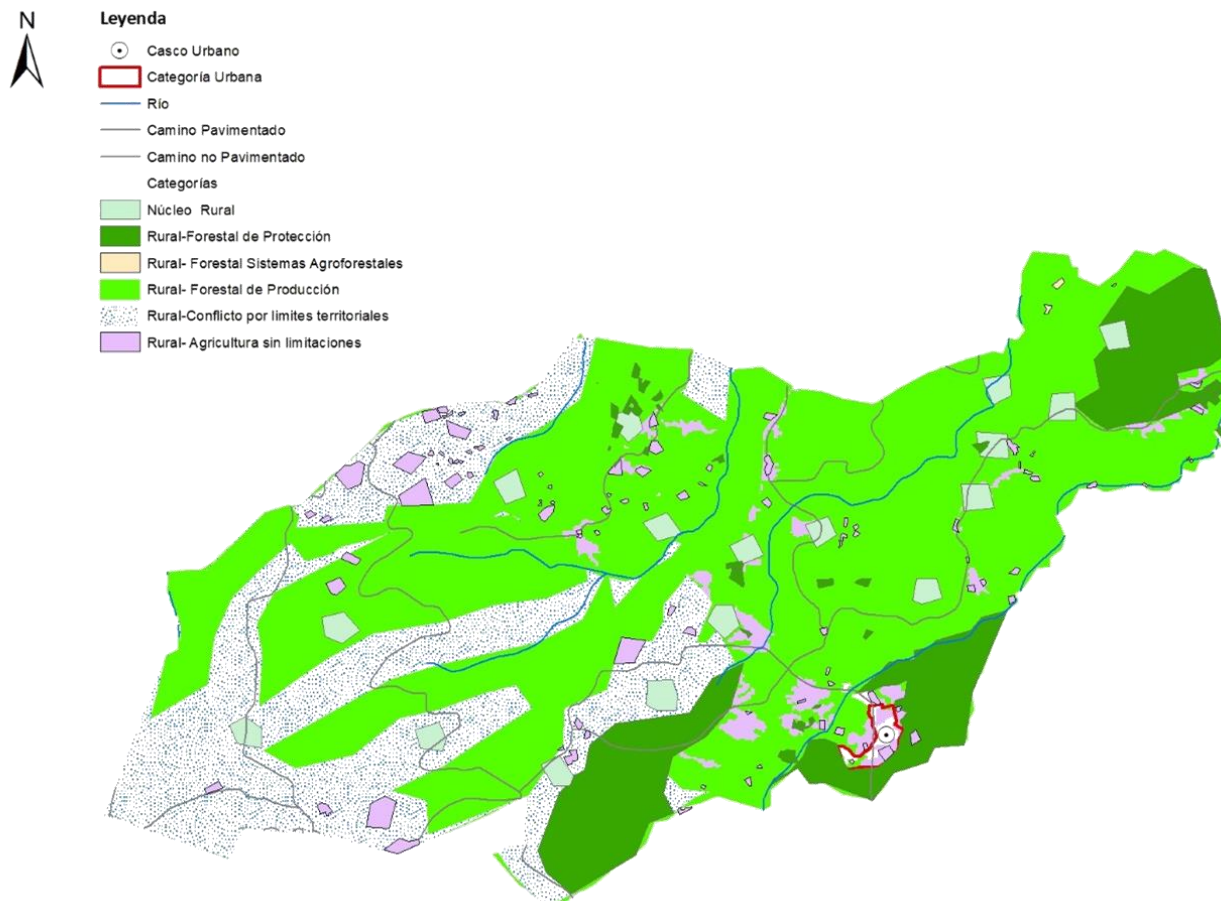 N
Leyenda
Casco Urbano
Categoría Urbana
Río
Camino Pavimentado
Camino no Pavimentado
Categorías
Núcleo Rural
Rural-Forestal de Protección
Rural- Forestal Sistemas Agroforestales
Rural- Forestal de Producción
Rural-Conflicto por limites territoriales
Rural- Agricultura sin limitaciones